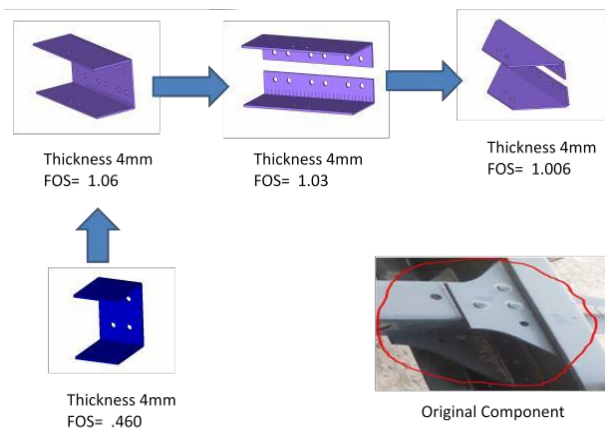 Thickness 4mm
FOS=  1.06
Thickness 4mm
FOS=  1.03
Thickness 4mm
FOS=  1.006
Thickness 4mm
FOS=  .460
Original Component